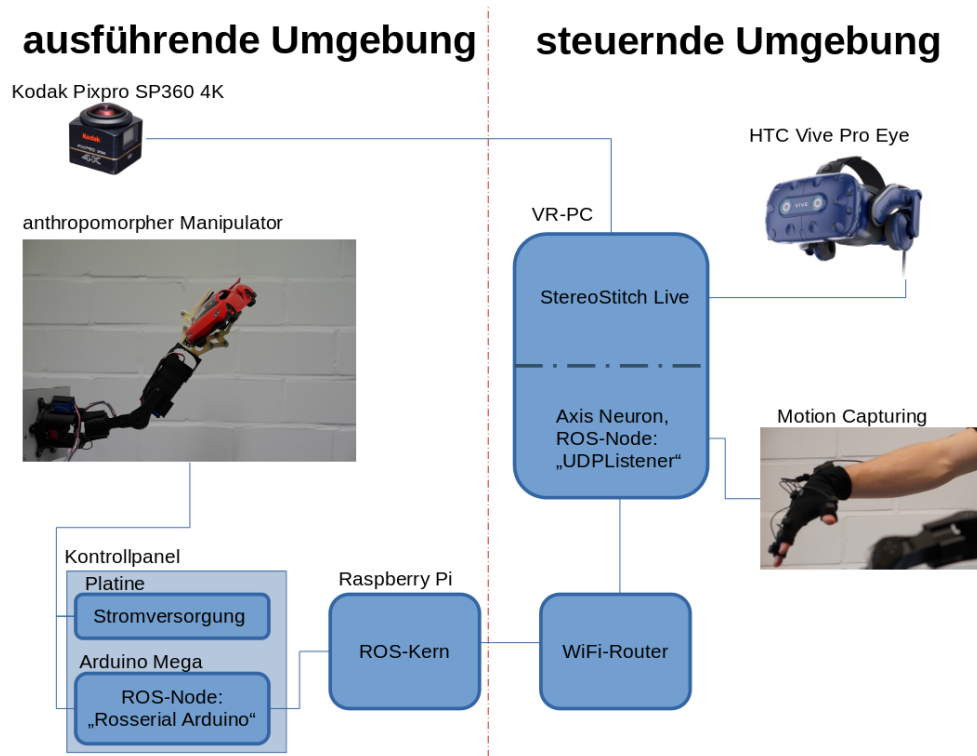 ausführende Umgebung
steuernde Umgebung
Kodak Pixpro SP360 4K
Kodak
HTC Vive Pro Eye
VIVE
anthropomorpher Manipulator
VR-PC
StereoStitch Live
Axis Neuron,
ROS-Node:
„UDPListener“
Motion Capturing
Kontrollpanel
Platine
Stromversorgung
Arduino Mega
ROS-Node:
„Rosserial Arduino“
Raspberry Pi
ROS-Kern
WiFi-Router